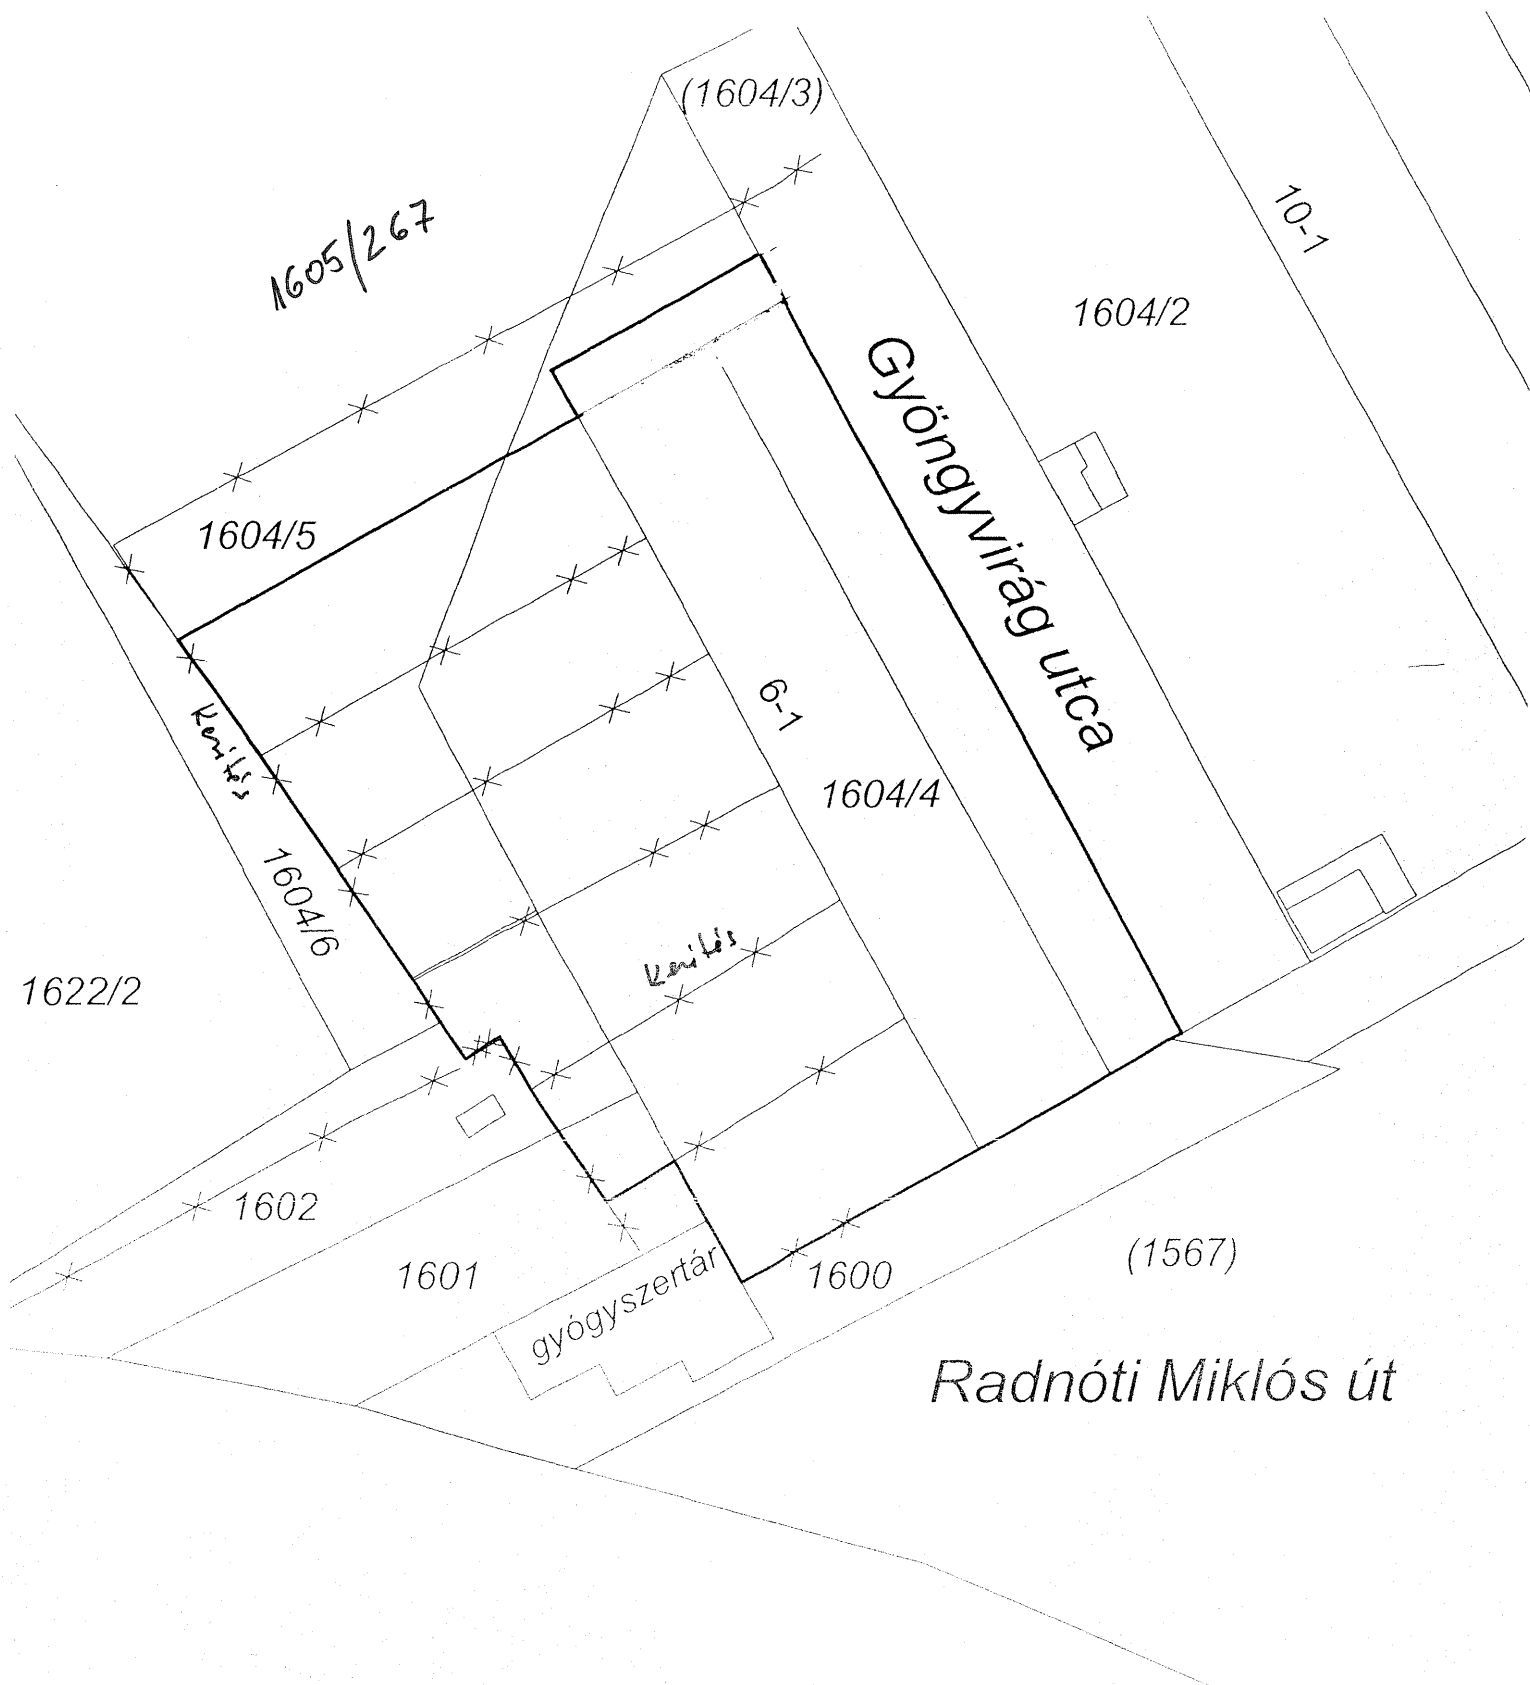 (1604/3)
1605/267
10-1
1604/2
Gyöngyvirág utca
1604/5
6-1
Kerítés
1604/4
1604/6
Kerítés
1622/2
1602
1601
gyógyszertár
1600
(1567)
Radnóti Miklós út